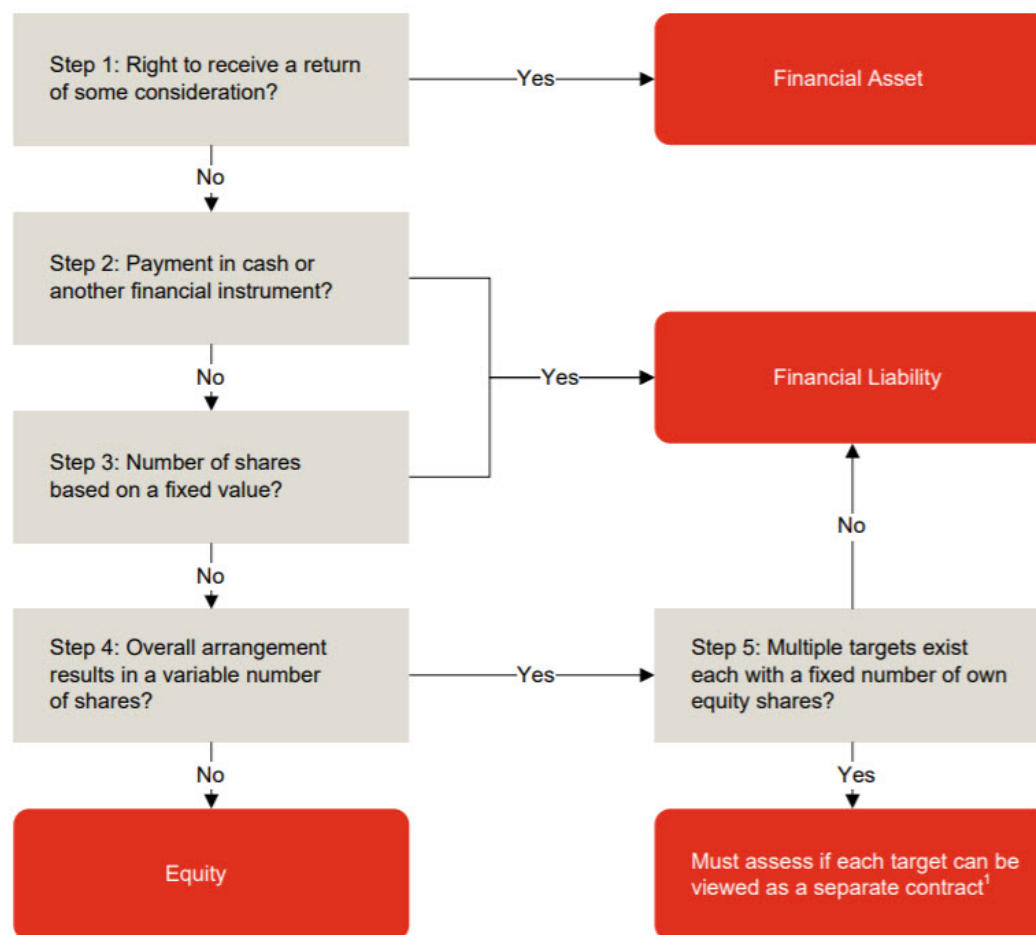 Step 1: Right to receive a return
of some consideration?
Yes
Financial Asset
No
Step 2: Payment in cash or
another financial instrument?
No
Yes
Financial Liability
Step 3: Number of shares
based on a fixed value?
No
No
Step 4: Overall arrangement
results in a variable number
of shares?
Yes
Step 5: Multiple targets exist
each with a fixed number of own
equity shares?
No
Yes
Equity
Must assess if each target can be
viewed as a separate contract¹